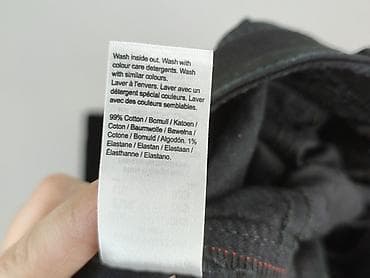 Wash inside out. Wash with
colour care detergents. Wash
with similar colours.
Laver à l'envers. Laver avec un
détergent spécial couleurs. Laver
avec des couleurs semblables.
99% Cotton / Bomull / Katoen /
Coton / Baumwolle / Bawełna /
Cotone / Bomuld / Algodón. 1%
Elastane / Elastan / Elastaan /
Élasthanne / Elastano.